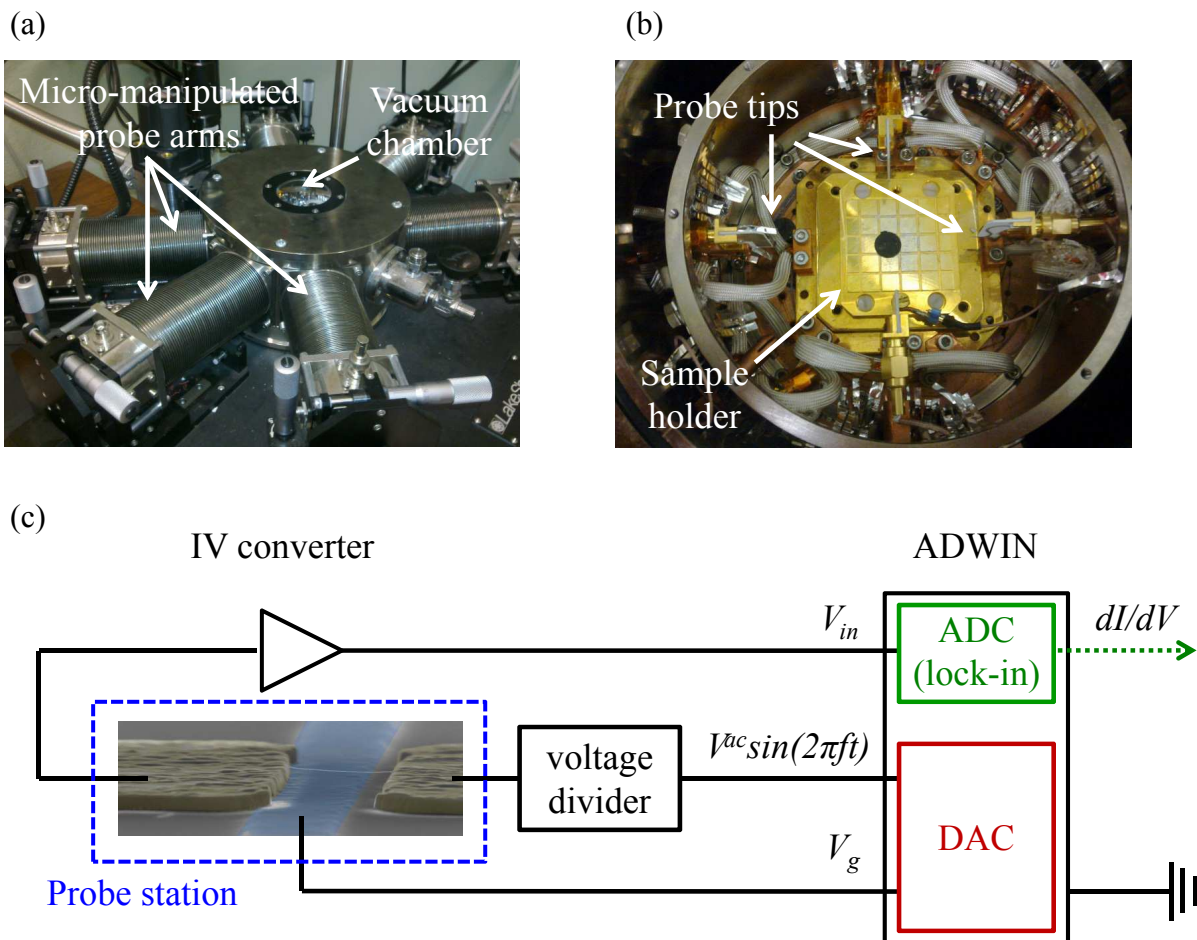 (a)
(b)
Micro-manipulated
probe arms
Vacuum
chamber
Probe tips
Sample
holder
LakeS
(c)
IV converter
ADWIN
V_in
ADC
(lock-in)
dI/dV
voltage
divider
V^ac sin(2πft)
V_g
DAC
Probe station